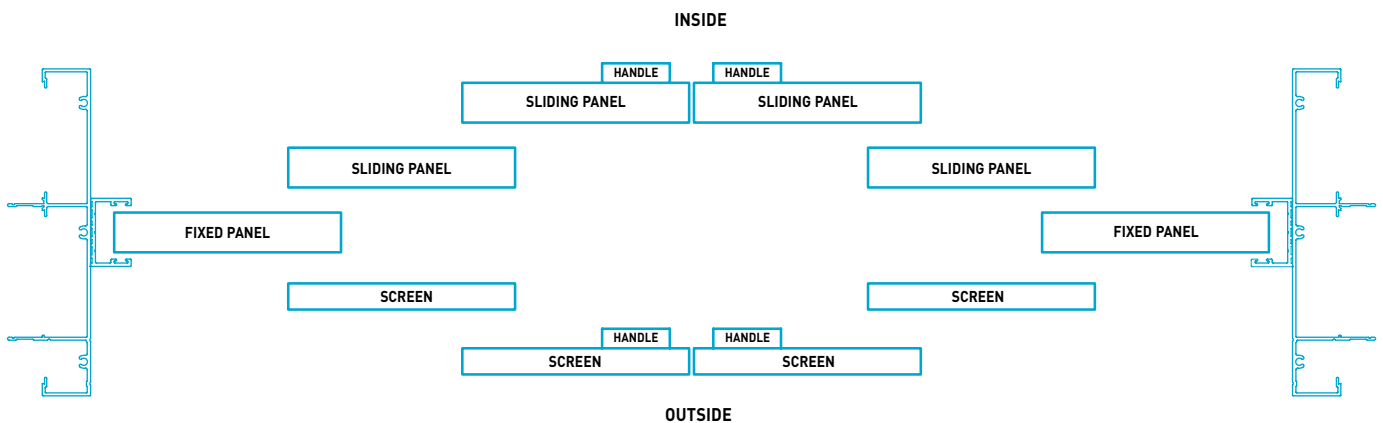 INSIDE
HANDLE
HANDLE
SLIDING PANEL
SLIDING PANEL
SLIDING PANEL
SLIDING PANEL
FIXED PANEL
FIXED PANEL
SCREEN
SCREEN
HANDLE
HANDLE
SCREEN
SCREEN
OUTSIDE